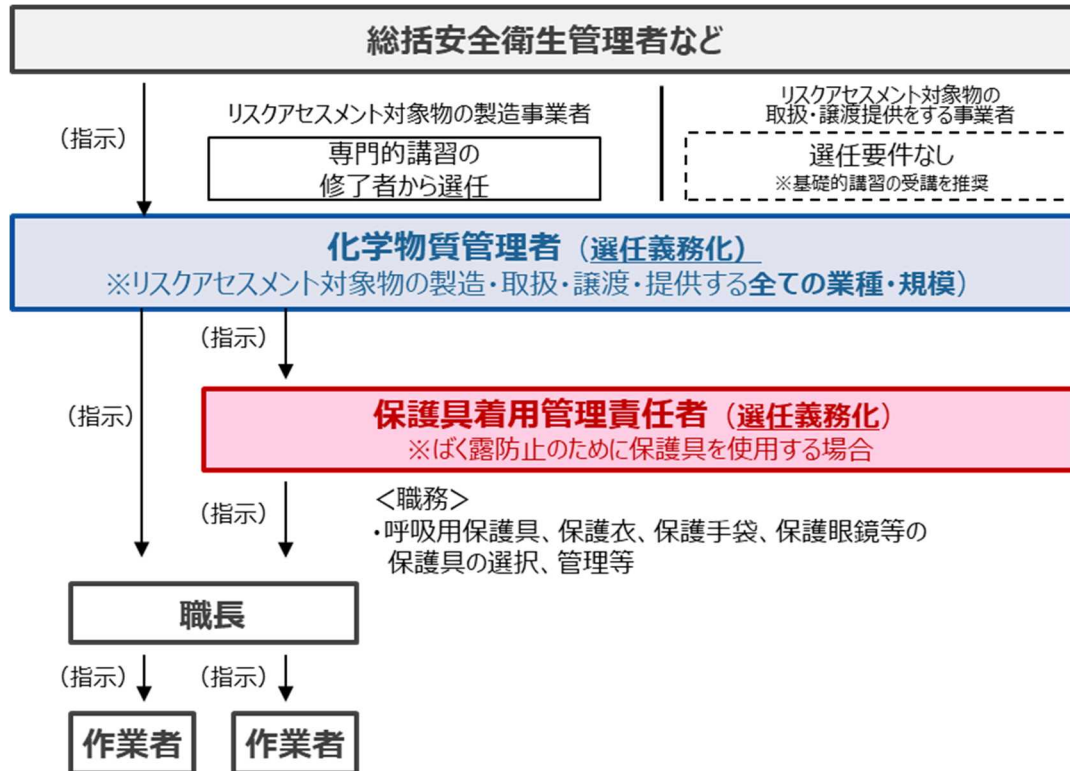 総括安全衛生管理者など
(指示)
リスクアセスメント対象物の製造事業者
専門的講習の
修了者から選任
リスクアセスメント対象物の
取扱・譲渡提供をする事業者
選任要件なし
※基礎的講習の受講を推奨
化学物質管理者（選任義務化）
※リスクアセスメント対象物の製造・取扱・譲渡・提供する全ての業種・規模）
(指示)
(指示)
保護具着用管理責任者（選任義務化）
※ばく露防止のために保護具を使用する場合
(指示)
＜職務＞
・呼吸用保護具、保護衣、保護手袋、保護眼鏡等の
保護具の選択、管理等
職長
(指示)
(指示)
作業者
作業者